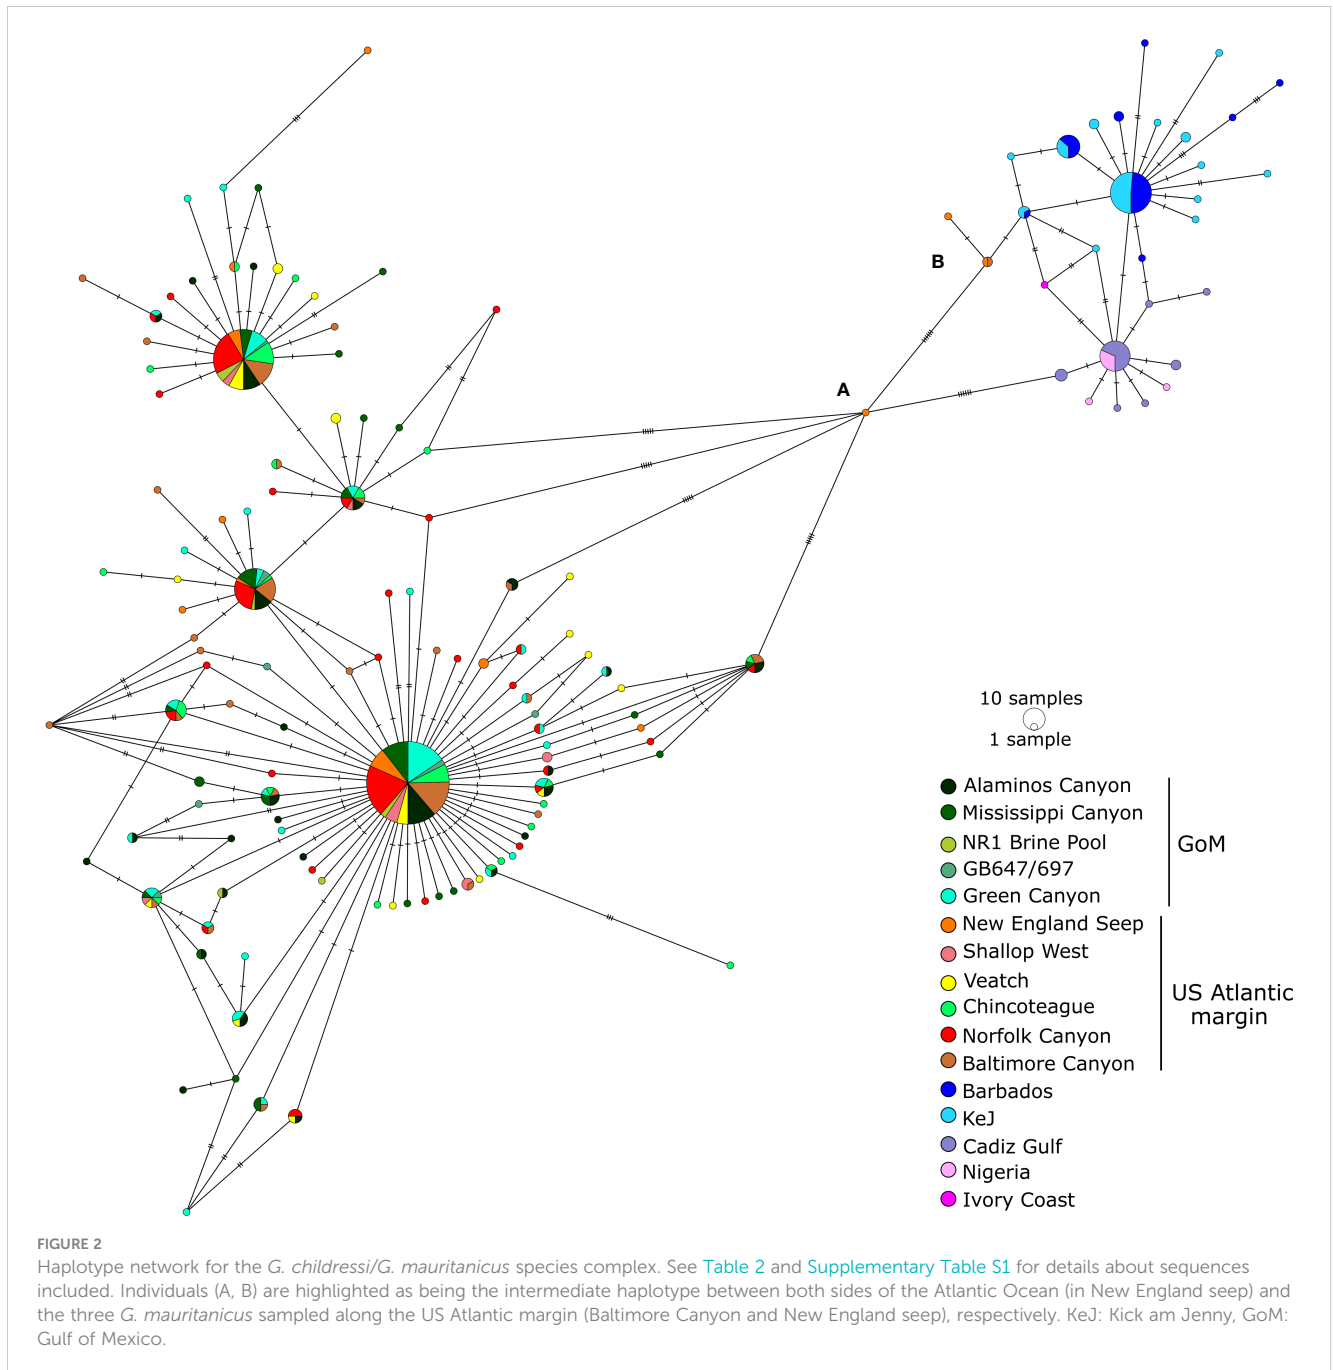 B
A
10 samples
1 sample
Alaminos Canyon
Mississippi Canyon
NR1 Brine Pool
GB647/697
Green Canyon
GoM
New England Seep
Shallop West
Veatch
Chincoteague
Norfolk Canyon
Baltimore Canyon
US Atlantic
margin
Barbados
KeJ
Cadiz Gulf
Nigeria
Ivory Coast
FIGURE 2
Haplotype network for the G. childressi/G. mauritanicus species complex. See Table 2 and Supplementary Table S1 for details about sequences
included. Individuals (A, B) are highlighted as being the intermediate haplotype between both sides of the Atlantic Ocean (in New England seep) and
the three G. mauritanicus sampled along the US Atlantic margin (Baltimore Canyon and New England seep), respectively. KeJ: Kick am Jenny, GoM:
Gulf of Mexico.